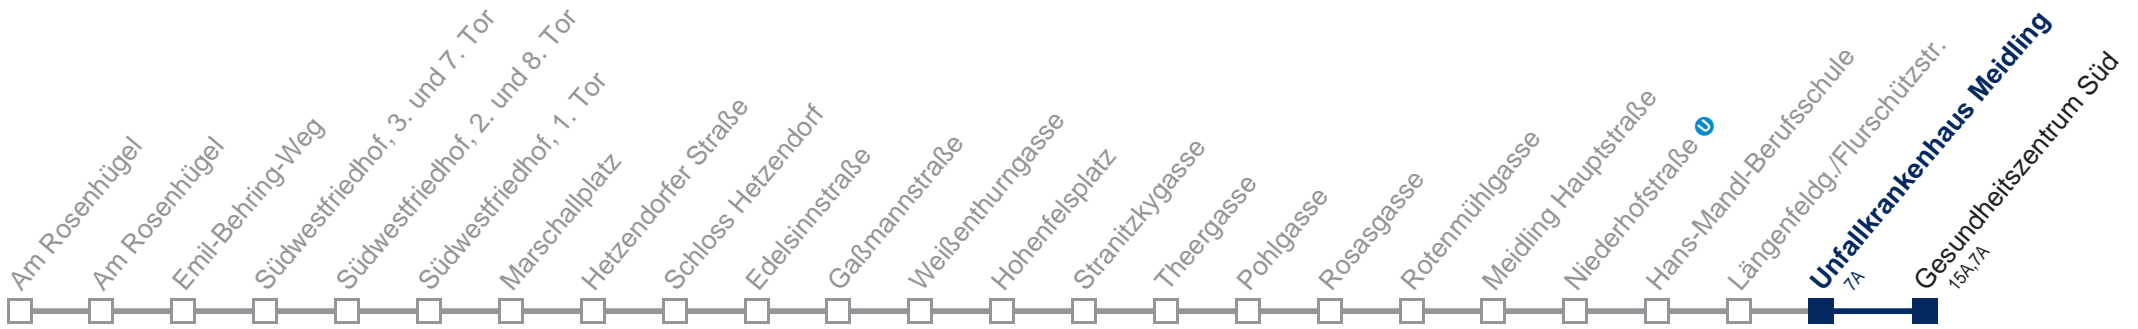 Am Rosenhügel
Am Rosenhügel
Emil-Behring-Weg
Südwestfriedhof, 3. und 7. Tor
Südwestfriedhof, 2. und 8. Tor
Südwestfriedhof, 1. Tor
Marschallplatz
Hetzendorfer Straße
Schloss Hetzendorf
Edelsinnstraße
Gaßmannstraße
Weißenthurngasse
Hohenfelsplatz
Stranitzkygasse
Theergasse
Pohlgasse
Rosasgasse
Rotenmühlgasse
Meidling Hauptstraße
Niederhofstraße U
Hans-Mandl-Berufsschule
Längenfeldg./Flurschützstr.
Unfallkrankenhaus Meidling
7A
Gesundheitszentrum Süd
15A,7A